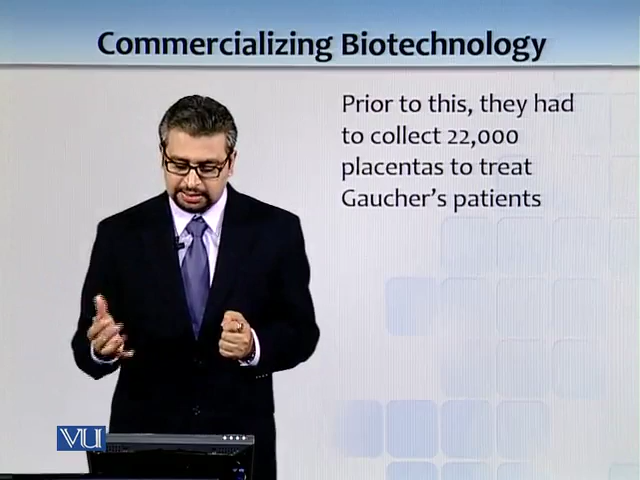 Commercializing Biotechnology
Prior to this, they had
to collect 22,000
placentas to treat
Gaucher's patients
VU